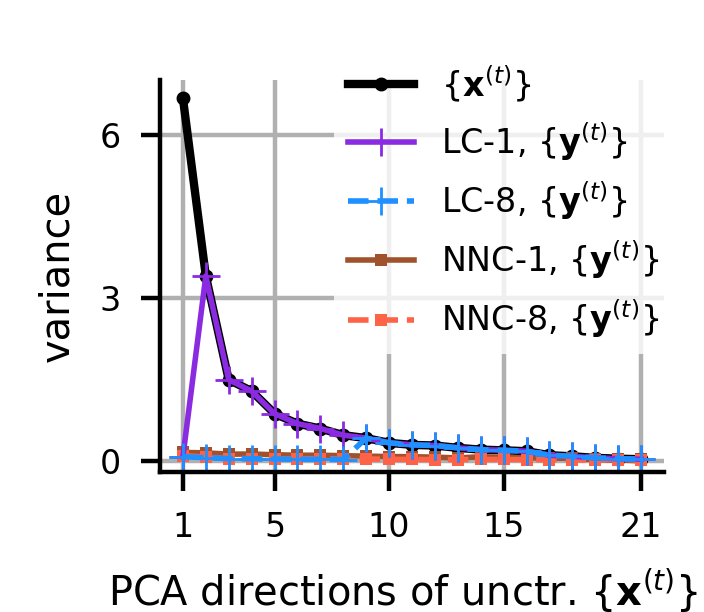 {x^(t)}
LC-1, {y^(t)}
LC-8, {y^(t)}
NNC-1, {y^(t)}
NNC-8, {y^(t)}
variance
6
3
0
1 5 10 15 21
PCA directions of unctr. {x^(t)}